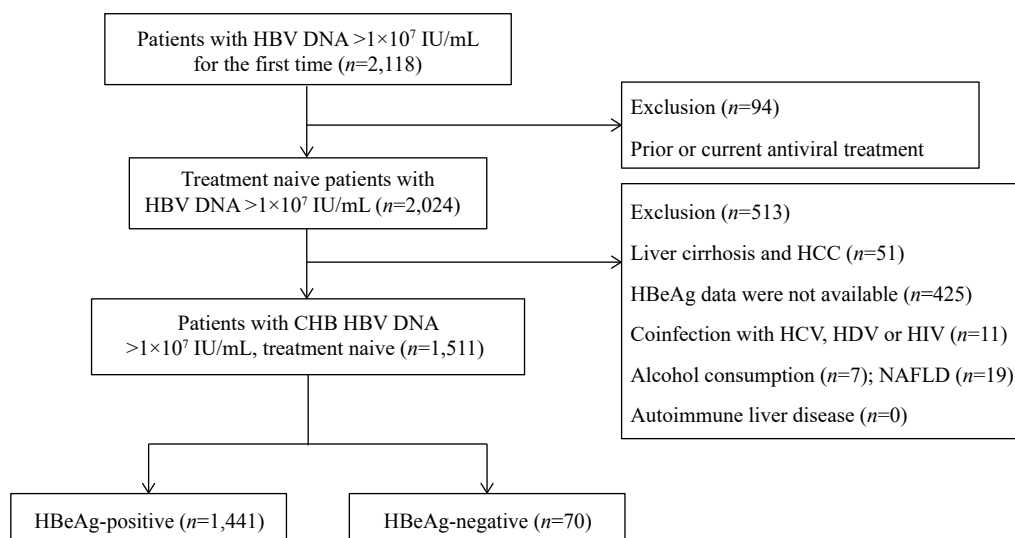 Patients with HBV DNA >1×10⁷ IU/mL
for the first time (n=2,118)
Exclusion (n=94)
Prior or current antiviral treatment
Treatment naive patients with
HBV DNA >1×10⁷ IU/mL (n=2,024)
Exclusion (n=513)
Liver cirrhosis and HCC (n=51)
HBeAg data were not available (n=425)
Coinfection with HCV, HDV or HIV (n=11)
Alcohol consumption (n=7); NAFLD (n=19)
Autoimmune liver disease (n=0)
Patients with CHB HBV DNA
>1×10⁷ IU/mL, treatment naive (n=1,511)
HBeAg-positive (n=1,441)
HBeAg-negative (n=70)